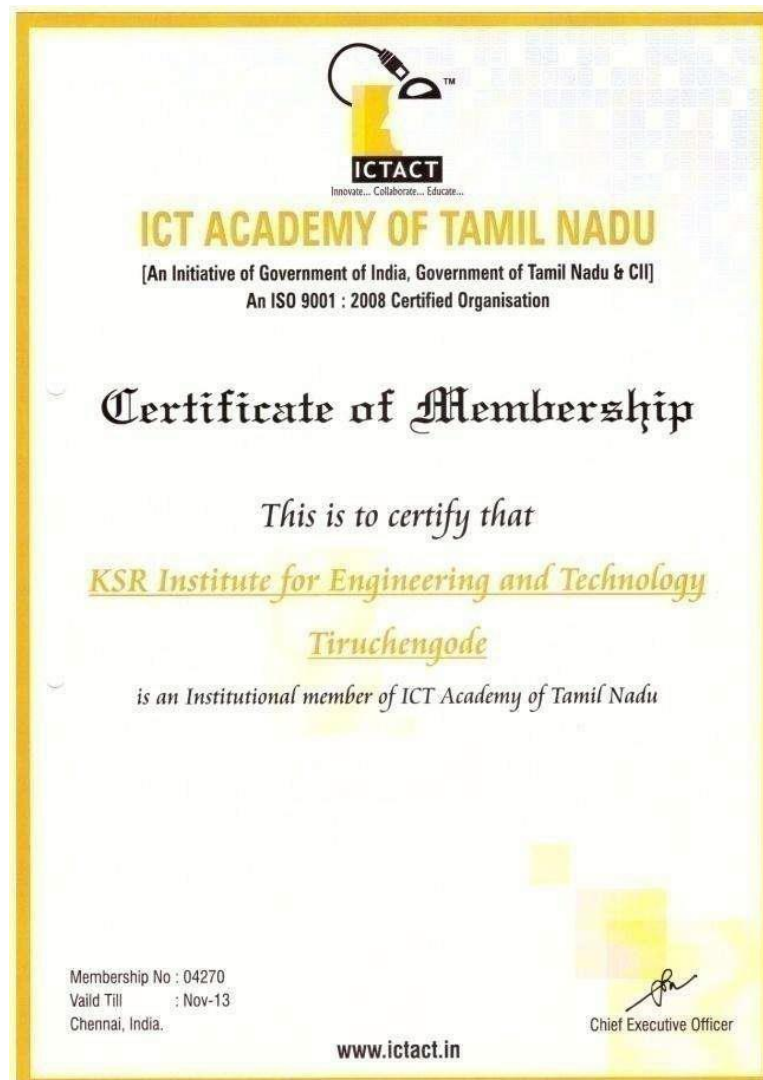 TM
ICTACT
Innovate... Collaborate... Educate...
ICT ACADEMY OF TAMIL NADU
[An Initiative of Government of India, Government of Tamil Nadu & CII]
An ISO 9001 : 2008 Certified Organisation
Certificate of Membership
This is to certify that
KSR Institute for Engineering and Technology
Tiruchengode
is an Institutional member of ICT Academy of Tamil Nadu
Membership No : 04270
Vaild Till : Nov-13
Chennai, India.
Chief Executive Officer
www.ictact.in